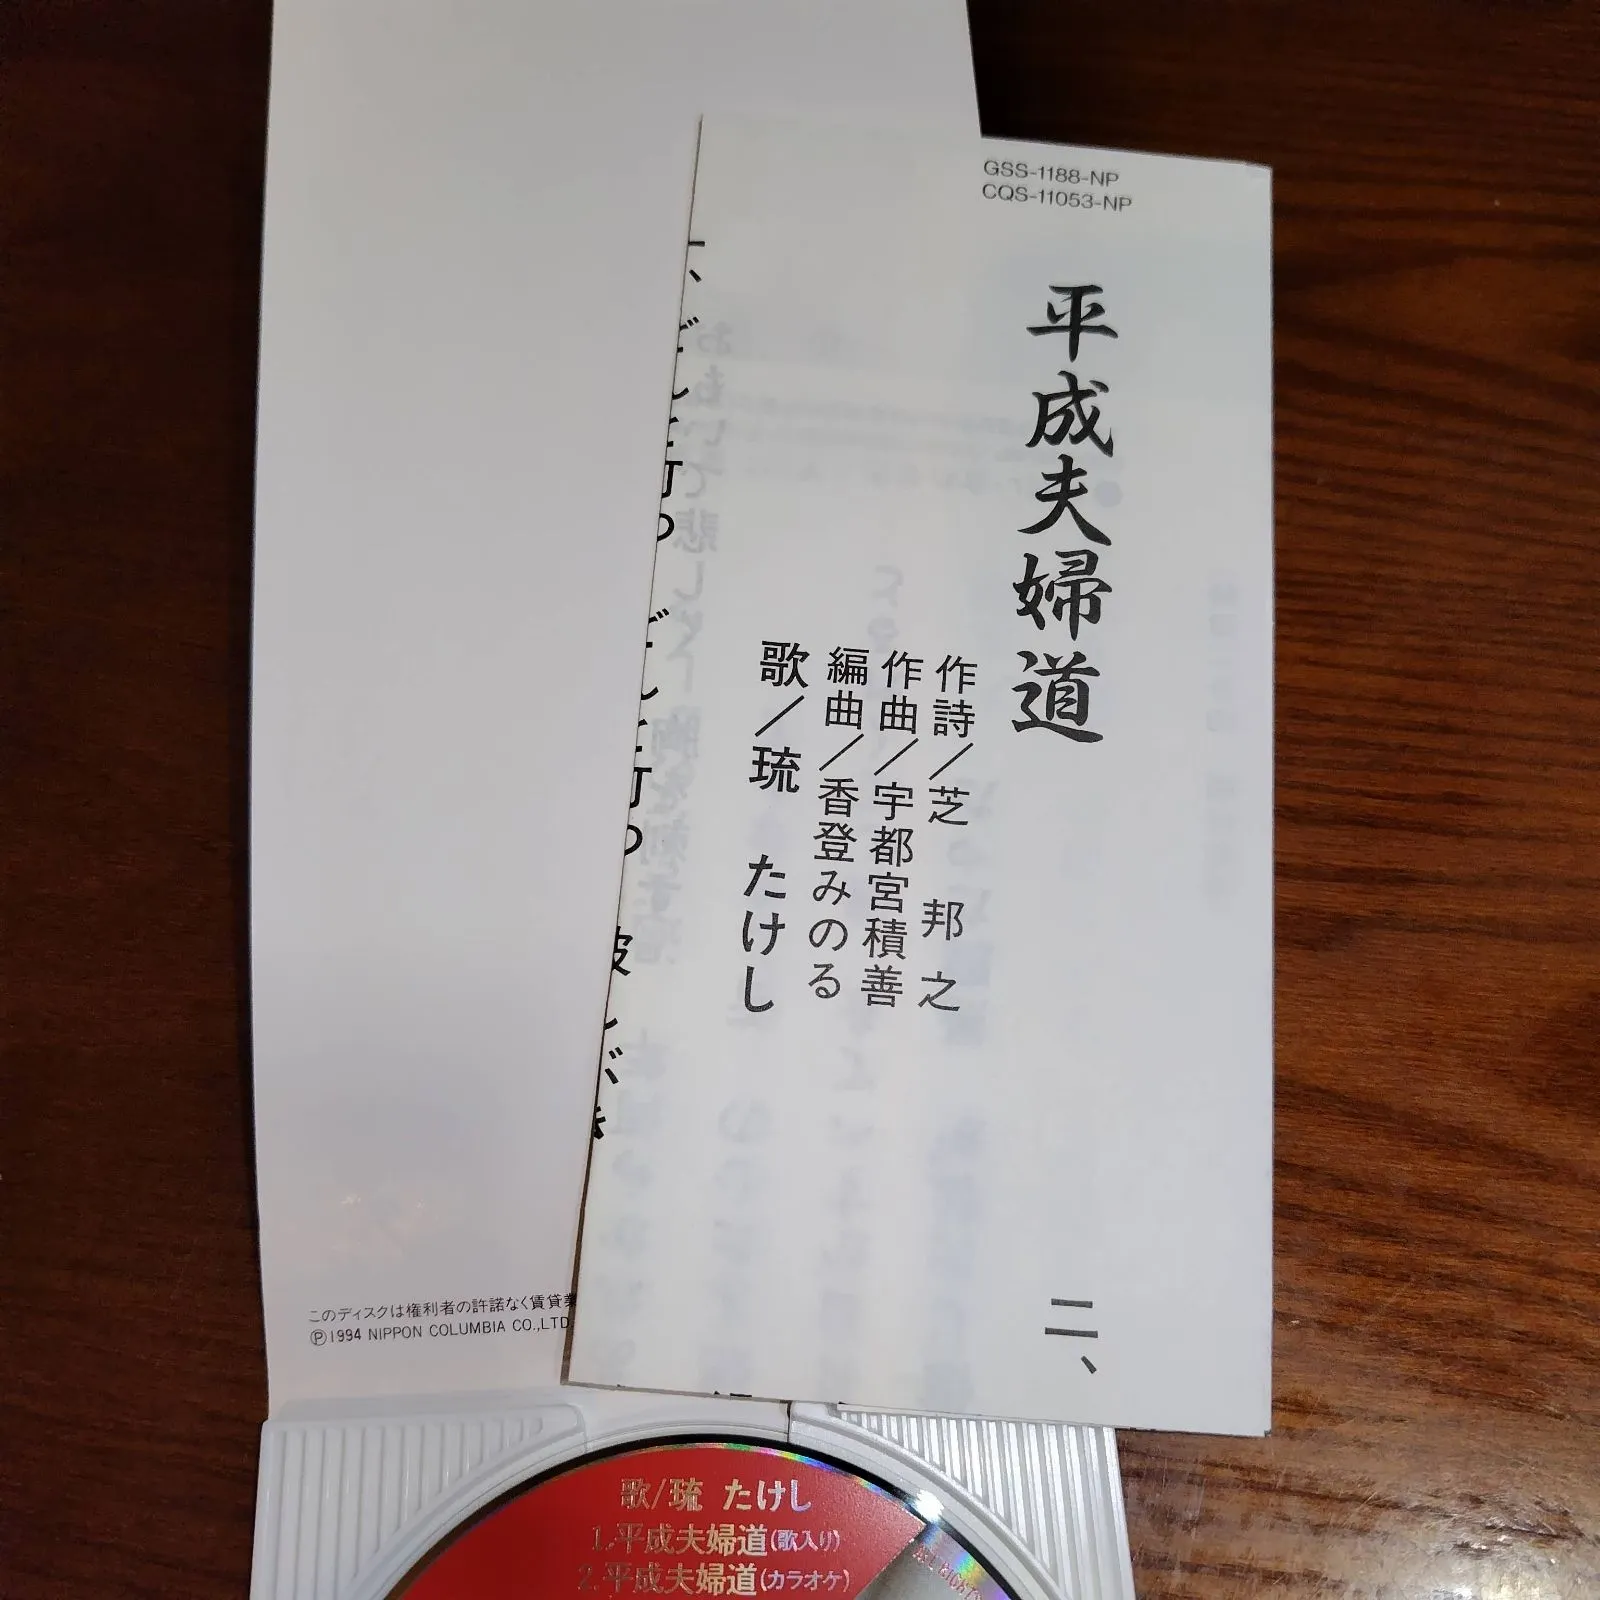 GSS-1188-NP
CQS-11053-NP
平成夫婦道
作詩／芝 邦之
作曲／宇都宮積善
編曲／香登みのる
歌／琉 たけし
二、
このディスクは権利者の許諾なく賃貸業
Ⓟ1994 NIPPON COLUMBIA CO.,LTD.
歌/琉 たけし
1.平成夫婦道(歌入り)
2.平成夫婦道(カラオケ)